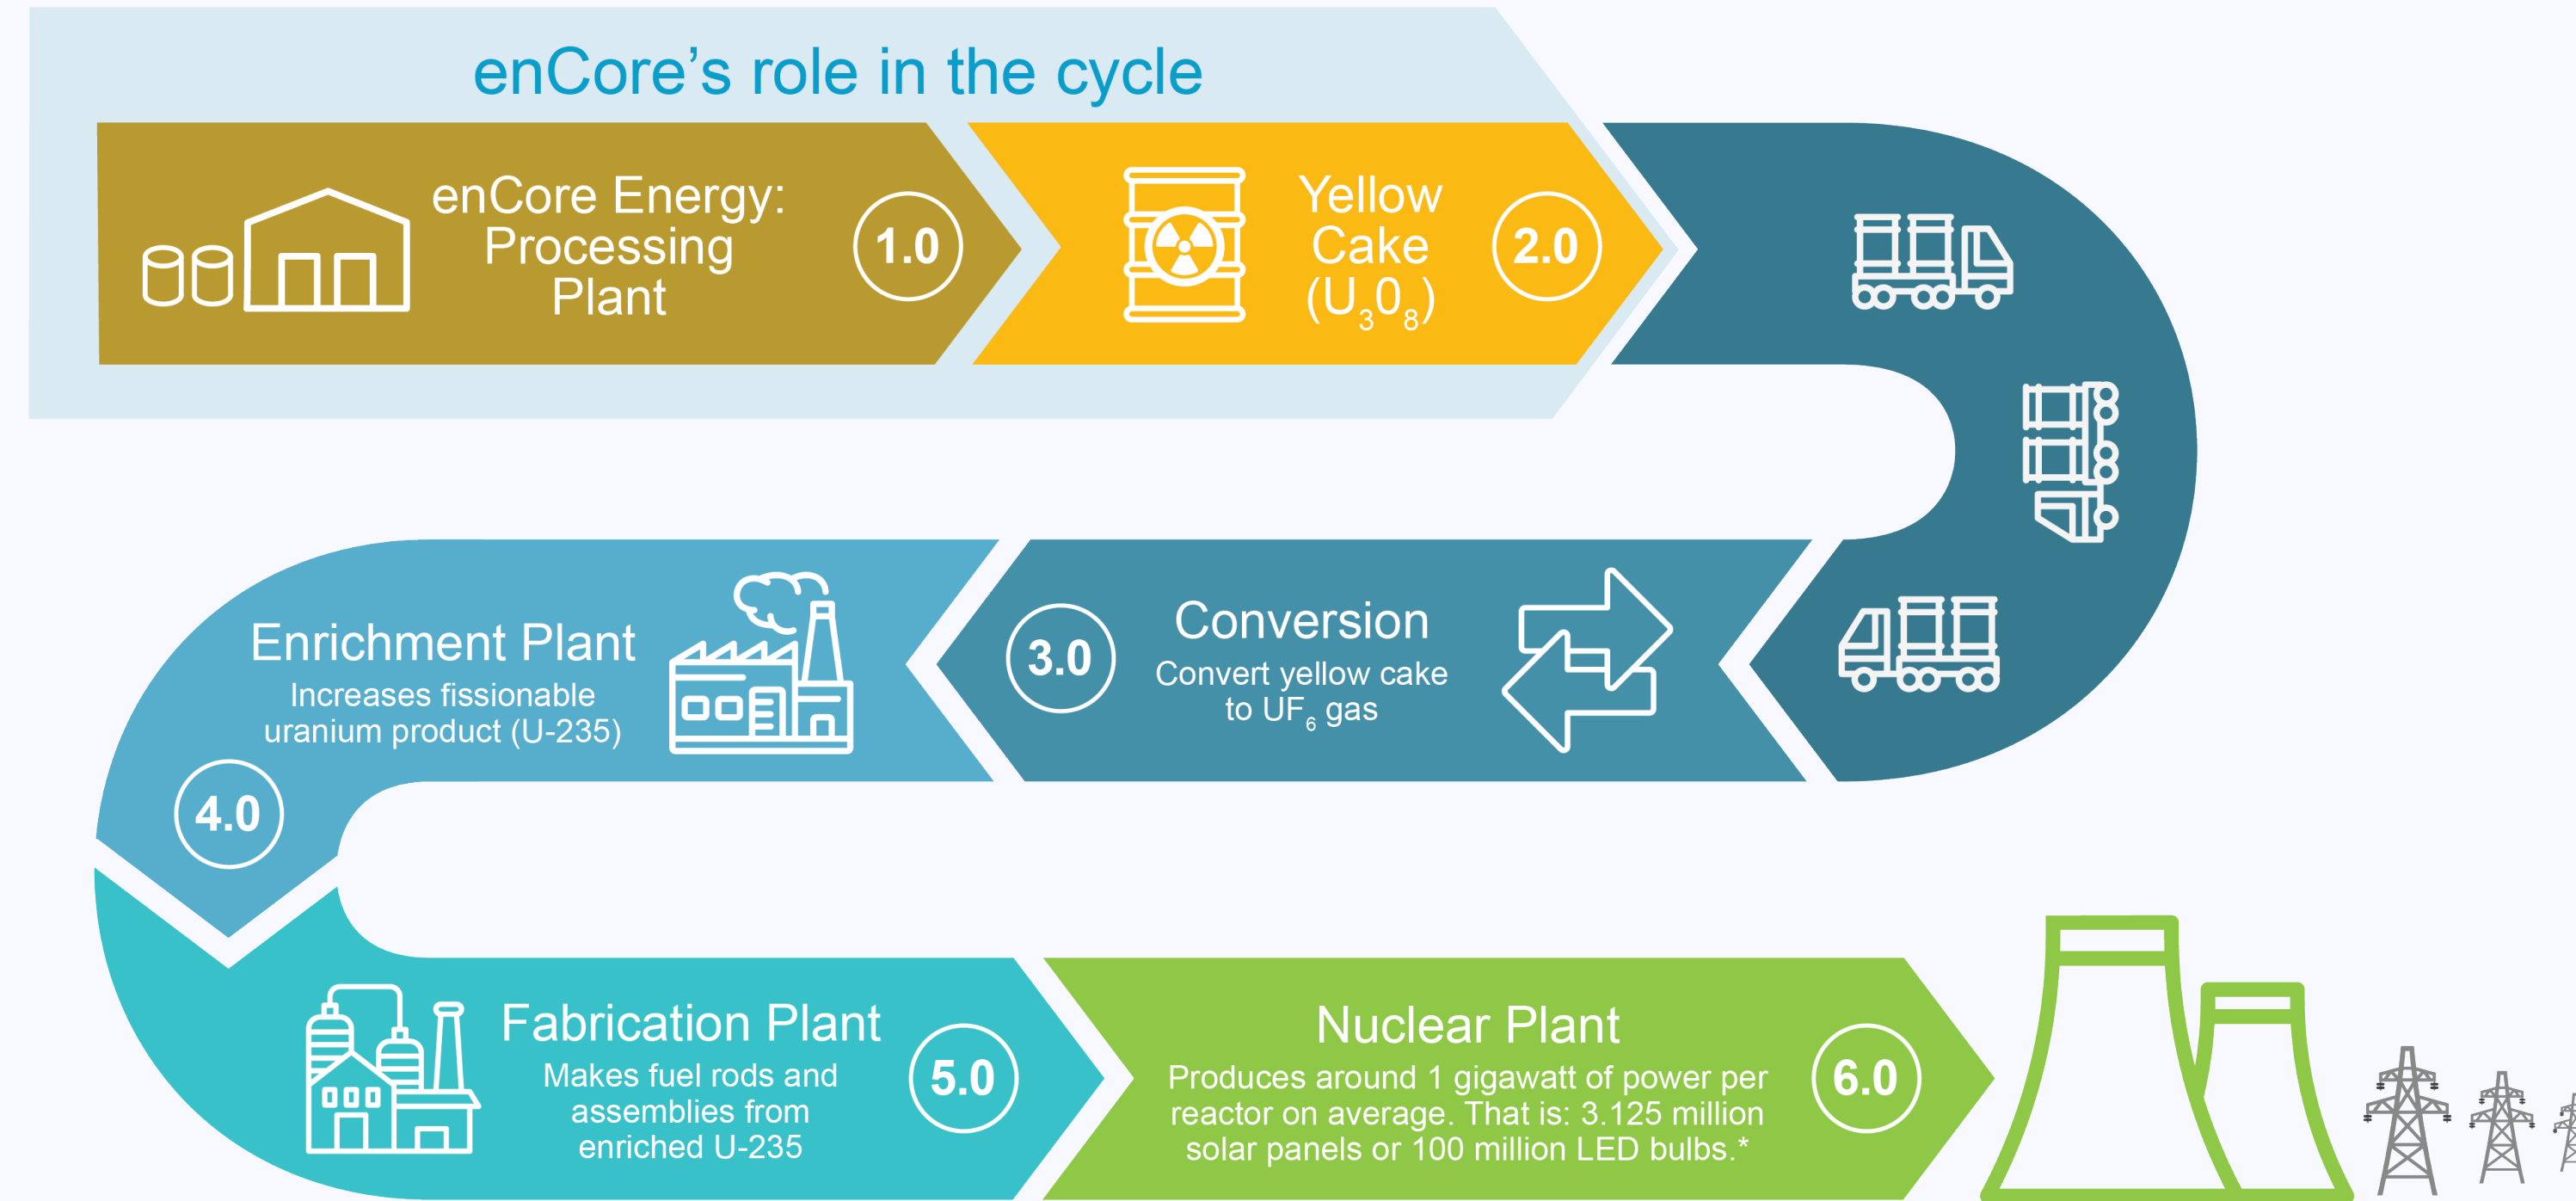 enCore’s role in the cycle
enCore Energy:
Processing
Plant
1.0
Yellow
Cake
(U₃0₈)
2.0
Conversion
Convert yellow cake
to UF₆ gas
3.0
Enrichment Plant
Increases fissionable
uranium product (U-235)
4.0
Fabrication Plant
Makes fuel rods and
assemblies from
enriched U-235
5.0
Nuclear Plant
Produces around 1 gigawatt of power per
reactor on average. That is: 3.125 million
solar panels or 100 million LED bulbs.*
6.0